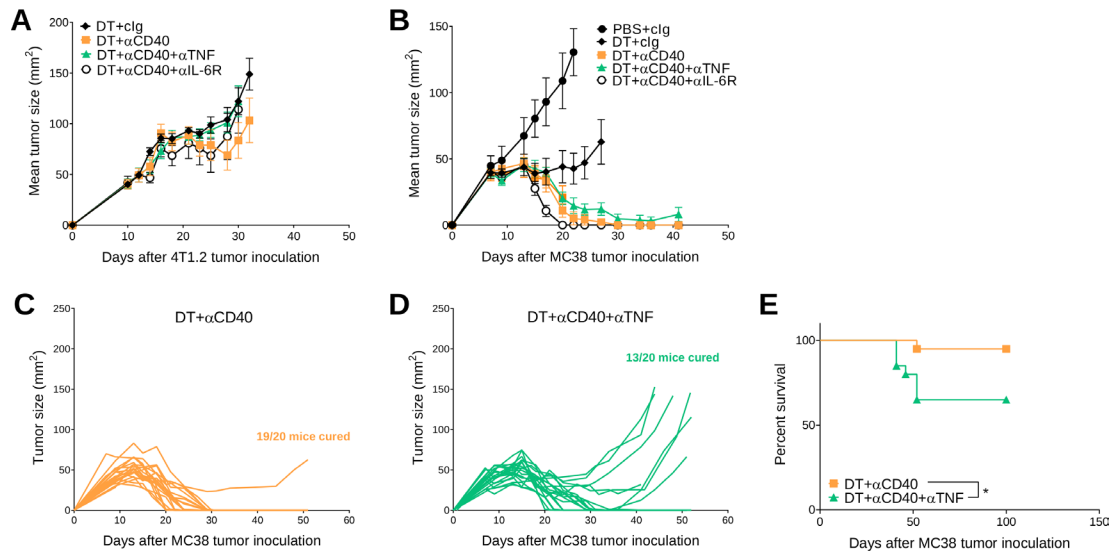 A
DT+cIg
DT+αCD40
DT+αCD40+αTNF
DT+αCD40+αIL-6R
Mean tumor size (mm²)
200
150
100
50
0
0 10 20 30 40 50
Days after 4T1.2 tumor inoculation
B
PBS+cIg
DT+cIg
DT+αCD40
DT+αCD40+αTNF
DT+αCD40+αIL-6R
Mean tumor size (mm²)
150
100
50
0
0 10 20 30 40 50
Days after MC38 tumor inoculation
C
DT+αCD40
19/20 mice cured
Tumor size (mm²)
250
200
150
100
50
0
0 10 20 30 40 50 60
Days after MC38 tumor inoculation
D
DT+αCD40+αTNF
13/20 mice cured
Tumor size (mm²)
250
200
150
100
50
0
0 10 20 30 40 50 60
Days after MC38 tumor inoculation
E
Percent survival
100
50
0
DT+αCD40
DT+αCD40+αTNF
*
0 50 100 150
Days after MC38 tumor inoculation